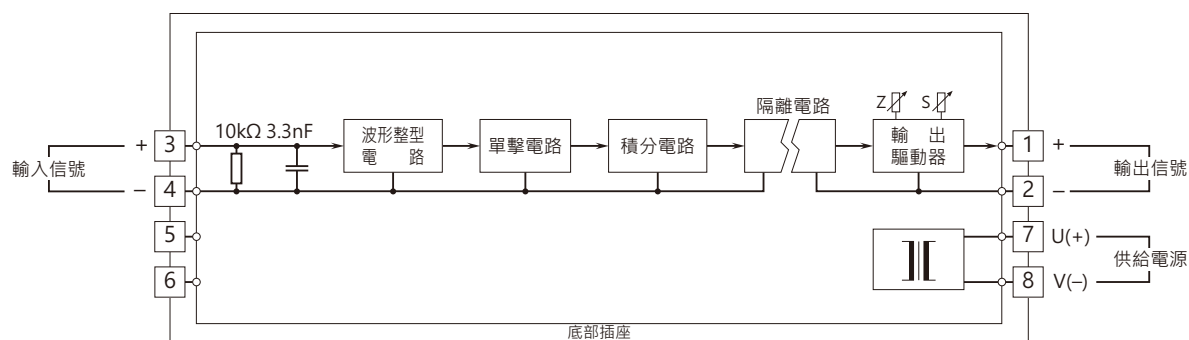 隔離電路
Z S
10kΩ 3.3nF
波形整型
電 路
單擊電路
積分電路
輸 出
驅動器
輸入信號
+ 3
– 4
5
6
1 +
2 –
輸出信號
7 U(+)
8 V(–)
供給電源
底部插座